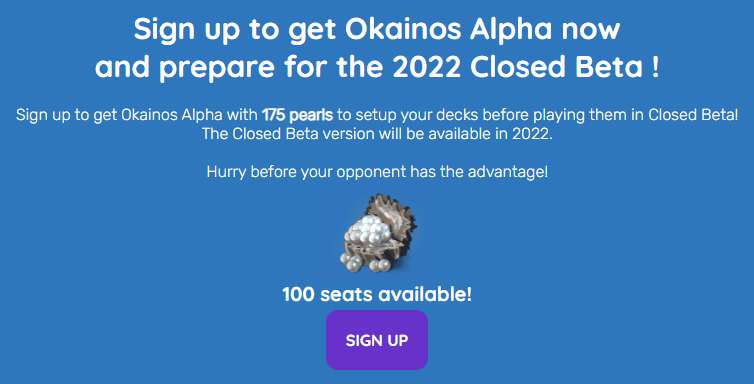 Sign up to get Okainos Alpha now
and prepare for the 2022 Closed Beta !
Sign up to get Okainos Alpha with 175 pearls to setup your decks before playing them in Closed Beta!
The Closed Beta version will be available in 2022.
Hurry before your opponent has the advantage!
100 seats available!
SIGN UP